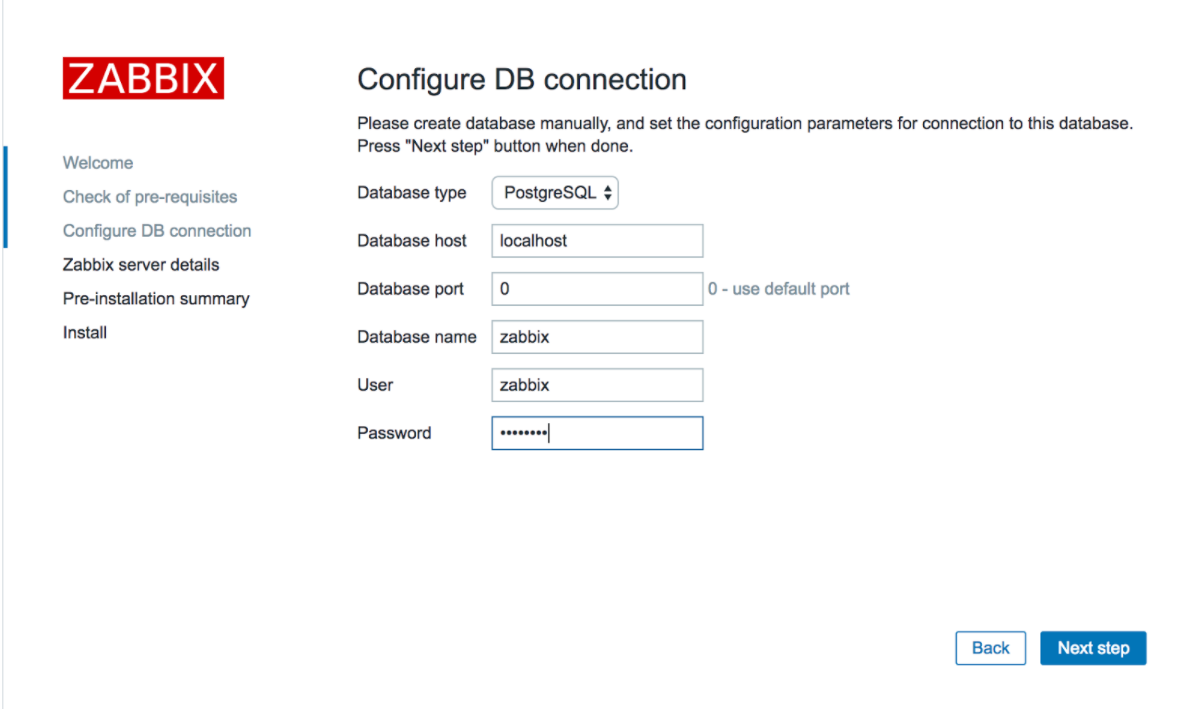 ZABBIX
Welcome
Check of pre-requisites
Configure DB connection
Zabbix server details
Pre-installation summary
Install
Configure DB connection
Please create database manually, and set the configuration parameters for connection to this database.
Press "Next step" button when done.
Database type PostgreSQL
Database host localhost
Database port 0 0 - use default port
Database name zabbix
User zabbix
Password ••••••••
Back Next step